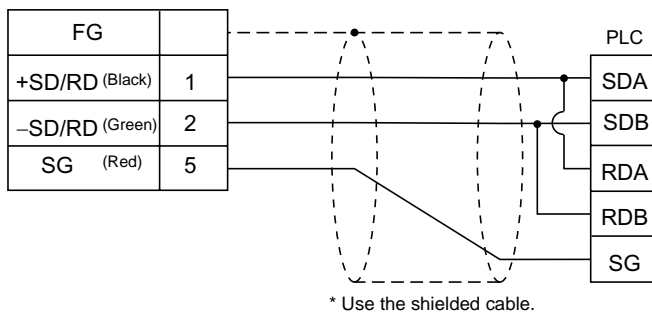 FG
PLC
+SD/RD (Black) 1
SDA
–SD/RD (Green) 2
SDB
SG (Red) 5
RDA
RDB
SG
* Use the shielded cable.